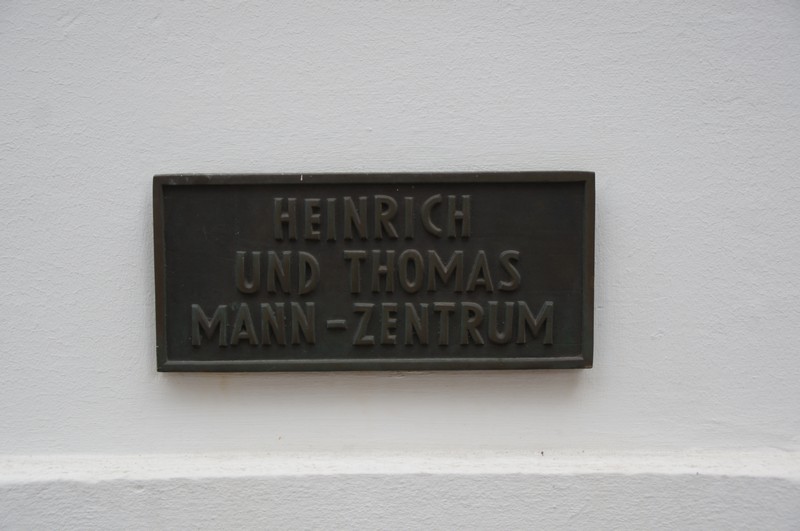 HEINRICH
UND THOMAS
MANN-ZENTRUM